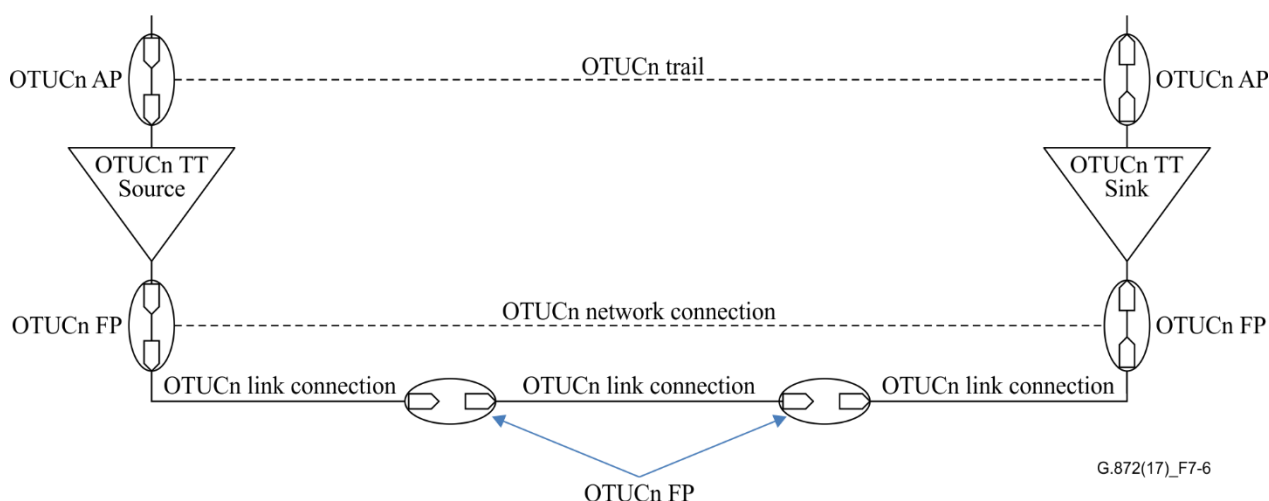 OTUCn AP
OTUCn trail
OTUCn AP
OTUCn TT
Source
OTUCn TT
Sink
OTUCn FP
OTUCn network connection
OTUCn FP
OTUCn link connection
OTUCn link connection
OTUCn link connection
G.872(17)_F7-6
OTUCn FP